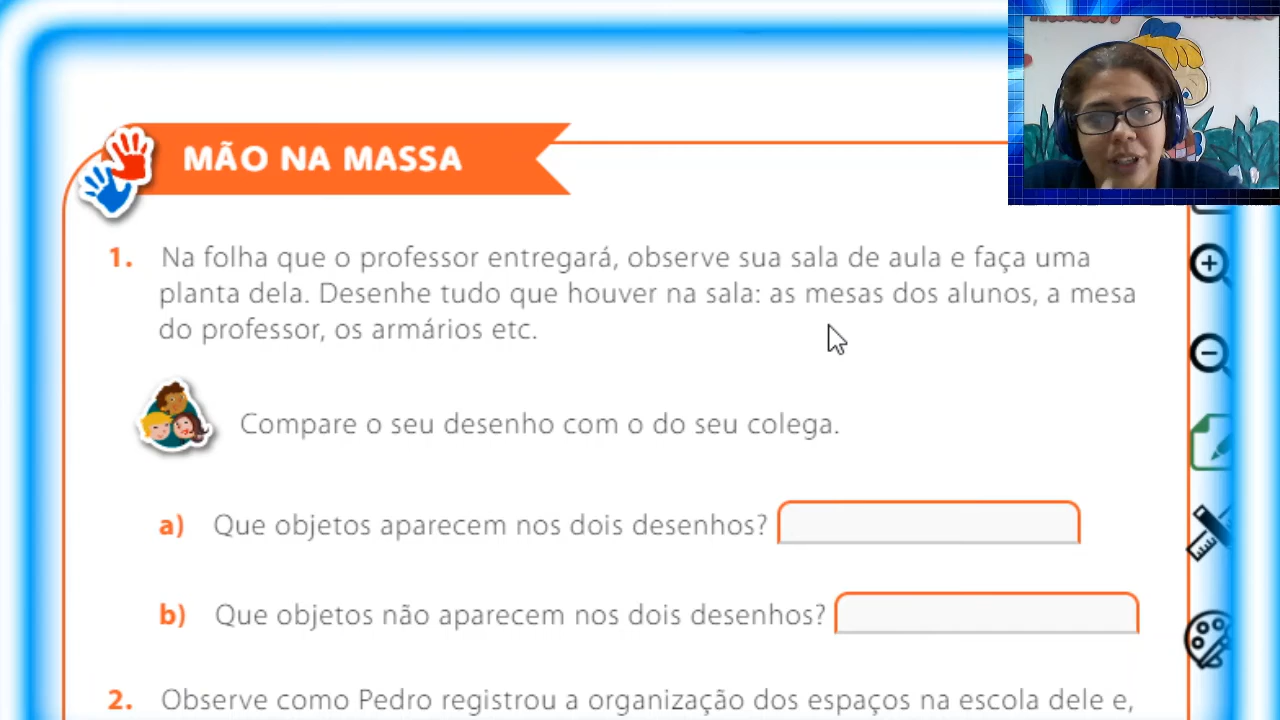 MÃO NA MASSA
1. Na folha que o professor entregará, observe sua sala de aula e faça uma
planta dela. Desenhe tudo que houver na sala: as mesas dos alunos, a mesa
do professor, os armários etc.
Compare o seu desenho com o do seu colega.
a) Que objetos aparecem nos dois desenhos?
b) Que objetos não aparecem nos dois desenhos?
2. Observe como Pedro registrou a organização dos espaços na escola dele e,